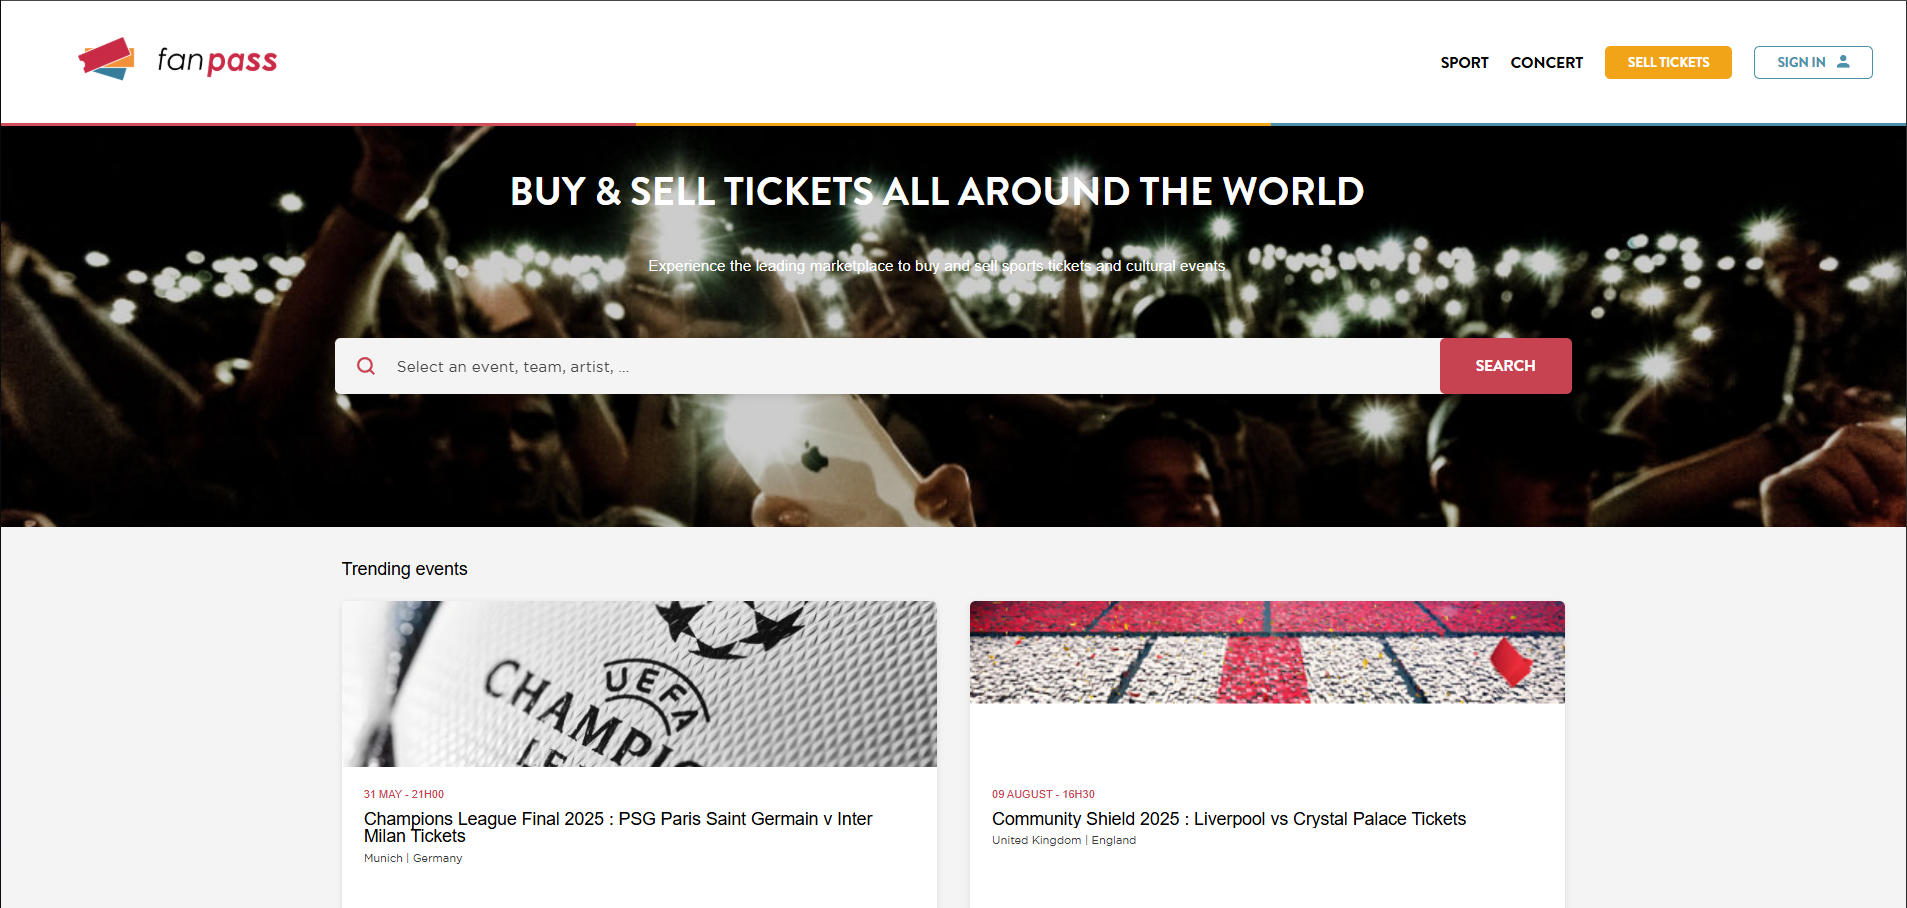 fanpass
SPORT
CONCERT
SELL TICKETS
SIGN IN
BUY & SELL TICKETS ALL AROUND THE WORLD
Experience the leading marketplace to buy and sell sports tickets and cultural events
Select an event, team, artist, ...
SEARCH
Trending events
UEFA
CHAMPI
LE
31 MAY - 21H00
Champions League Final 2025 : PSG Paris Saint Germain v Inter
Milan Tickets
Munich | Germany
09 AUGUST - 16H30
Community Shield 2025 : Liverpool vs Crystal Palace Tickets
United Kingdom | England